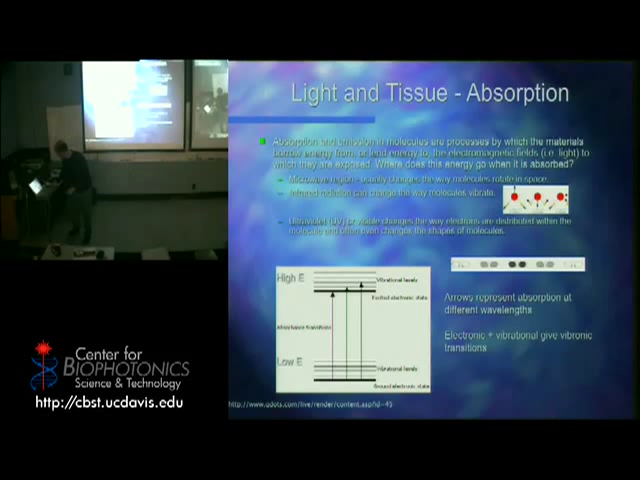 Light and Tissue - Absorption
Absorption and emission in molecules are processes by which the materials
borrow energy from, or lend energy to, the electromagnetic fields (i.e. light) to
which they are exposed. Where does this energy go when it is absorbed?
– Microwave region - usually changes the way molecules rotate in space.
– Infrared radiation can change the way molecules vibrate.
– Ultraviolet (UV) or visible changes the way electrons are distributed within the
molecule and often even changes the shapes of molecules.
High E
Vibrational levels
Excited electronic state
Absorbance transitions
Low E
Vibrational levels
Ground electronic state
Arrows represent absorption at
different wavelengths
Electronic + vibrational give vibronic
transitions
http://www.qdots.com/live/render/content.asp?id=45
Center for
BIOPHOTONICS
Science & Technology
http://cbst.ucdavis.edu